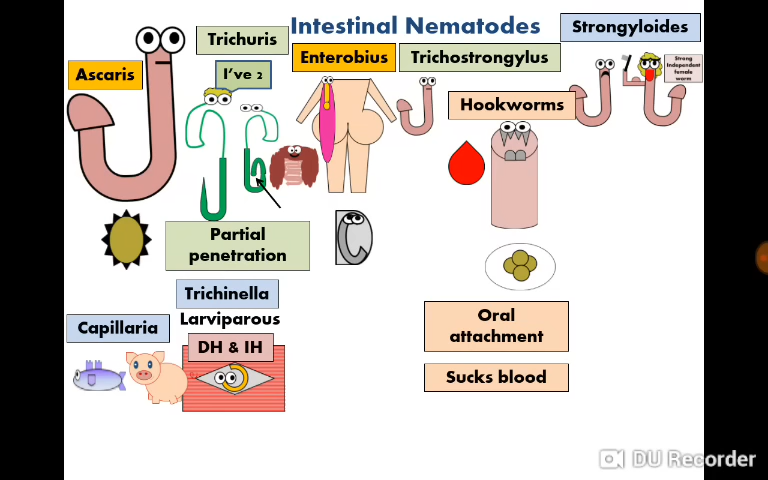 Intestinal Nematodes
Strongyloides
Trichuris
Enterobius
Trichostrongylus
Ascaris
I've 2
Strong
Independent
female
worm
Hookworms
Partial
penetration
Trichinella
Larviparous
Capillaria
DH & IH
Oral
attachment
Sucks blood
DU Recorder